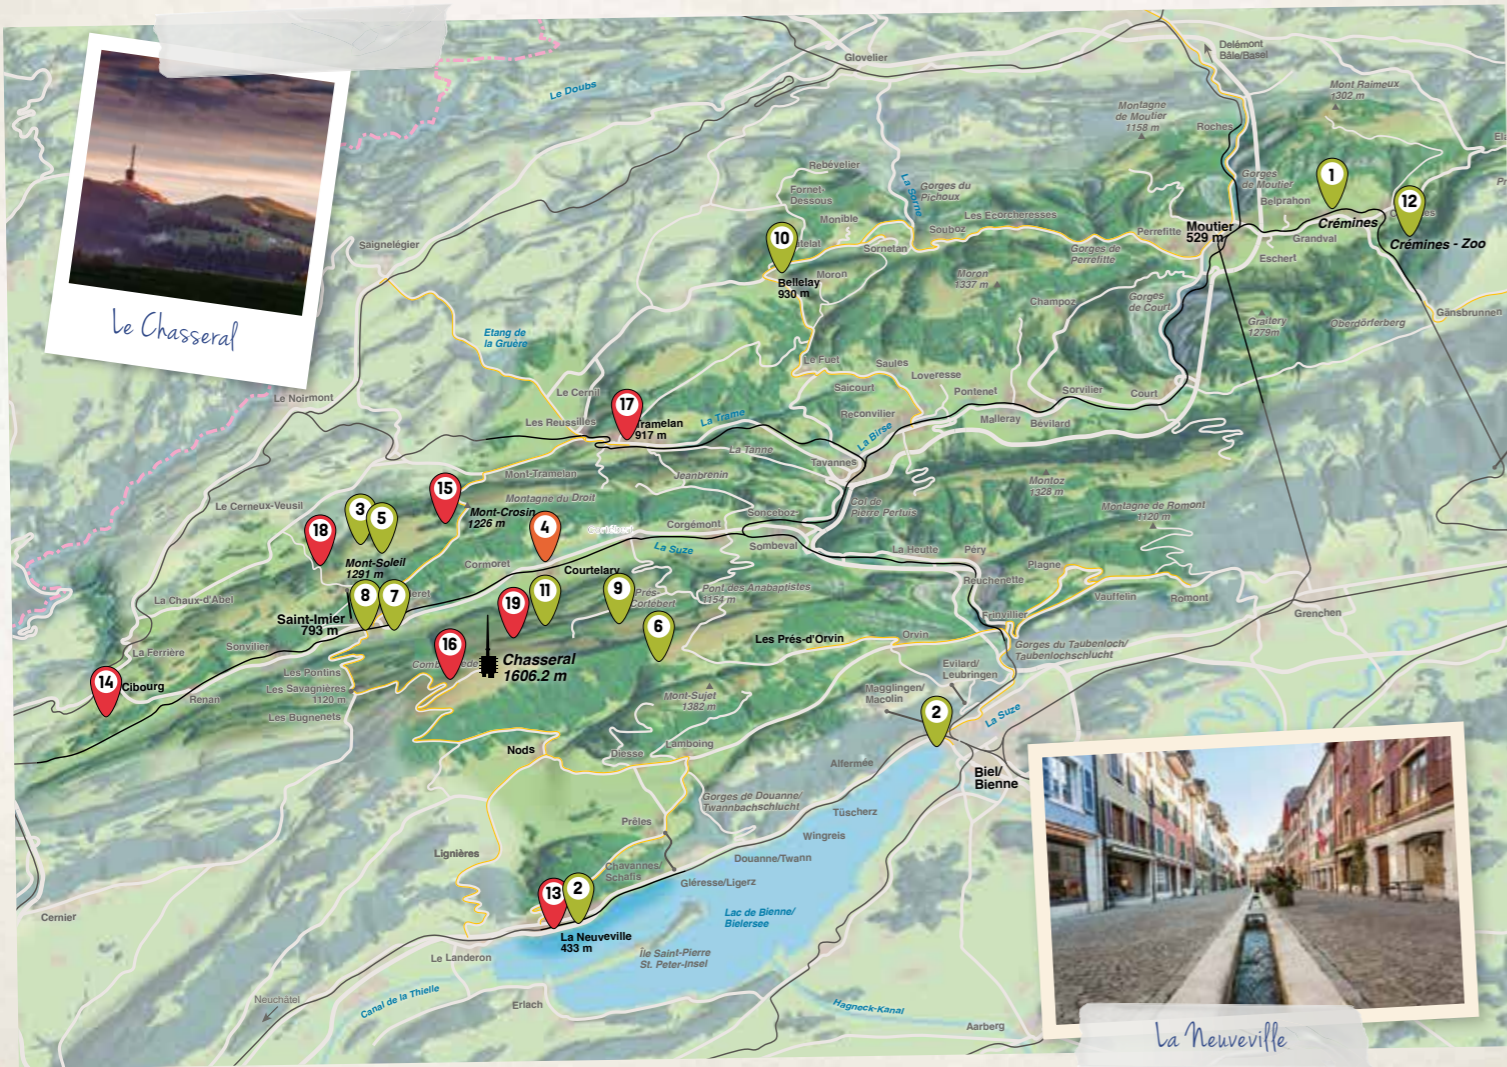 Le Chasseral
Glovelier
Delémont
Bâle/Basel
Le Doubs
Mont Raimeux
1302 m
Montagne
de Moutier
1158 m
Roches
Rebévelier
La Sorne
Gorges du
Pichoux
Fornet-
Dessous
Gorges
de Moutier
1
12
Belprahon
Monible
Les Ecorcheresses
Souboz
Perrefitte
Moutier
529 m
Crémines
Grandval
Crémines - Zoo
10
Sornetan
Gorges de
Perrefitte
Eschert
Saignelégier
Moron
Bellelay
930 m
Moron
1337 m
Champoz
Gorges
de Court
Graitery
1279m
Oberdörferberg
Gänsbrunnen
Etang de
la Gruère
Le Fuet
Saules
Loveresse
Saicourt
Pontenet
Sorvilier
Court
Le Noirmont
Le Cernil
17
Les Reussilles
Tramelan
917 m
La Trame
Reconvilier
La Birse
Malleray
Bévilard
La Tanne
Tavannes
Mont-Tramelan
Jeanbrenin
Montoz
1328 m
15
Montagne du Droit
Le Cerneux-Veusil
Mont-Crosin
1226 m
3
5
18
4
Corgémont
Sonceboz-
Sombeval
Col de
Pierre Pertuis
Montagne de Romont
1120 m
La Suze
La Heutte
Péry
Mont-Soleil
1291 m
Cormoret
Courtelary
Plagne
Reuchenette
Vauffelin
Romont
La Chaux-d'Abel
8
7
19
11
9
Prés-
Cortébert
Pont des Anabaptistes
1154 m
Saint-Imier
793 m
6
Frinvillier
Grenchen
La Ferrière
Sonvilier
16
Les Prés-d'Orvin
Orvin
Gorges du Taubenloch/
Taubenlochschlucht
Chasseral
1606.2 m
Evilard/
Leubringen
14
Cibourg
Renan
Les Pontins
Les Savagnières
1120 m
Les Bugnenets
Mont-Sujet
1382 m
Magglingen/
Macolin
2
La Suze
Nods
Diesse
Lamboing
Alfermée
Biel/
Bienne
Gorges de Douanne/
Twannbachschlucht
Prêles
Tüscherz
Wingreis
Lignières
Chavannes/
Schafis
Douanne/Twann
13
2
Gléresse/Ligerz
Cernier
Lac de Bienne/
Bielersee
La Neuveville
433 m
Le Landeron
Île Saint-Pierre
St. Peter-Insel
Neuchâtel
Canal de la Thielle
Erlach
Hagneck-Kanal
Aarberg
La Neuveville